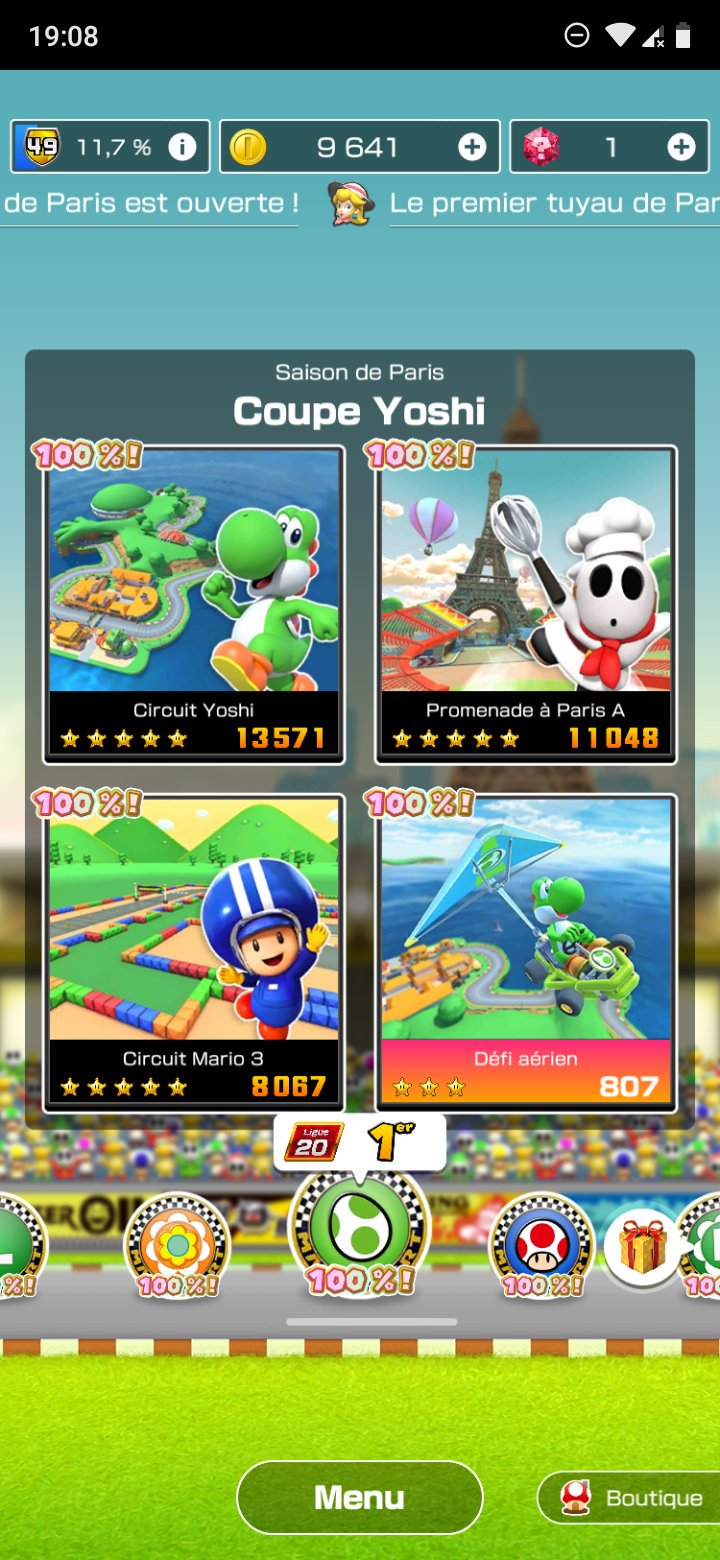 19:08
49 11,7 % i 9 641 1
de Paris est ouverte ! Le premier tuyau de Par
Saison de Paris
Coupe Yoshi
100 %! 100 %!
Circuit Yoshi Promenade à Paris A
13571 11048
100 %! 100 %!
Circuit Mario 3 Défi aérien
8067 807
Ligue 20 1er
100 %! 100 %! 100 %!
Menu
Boutique